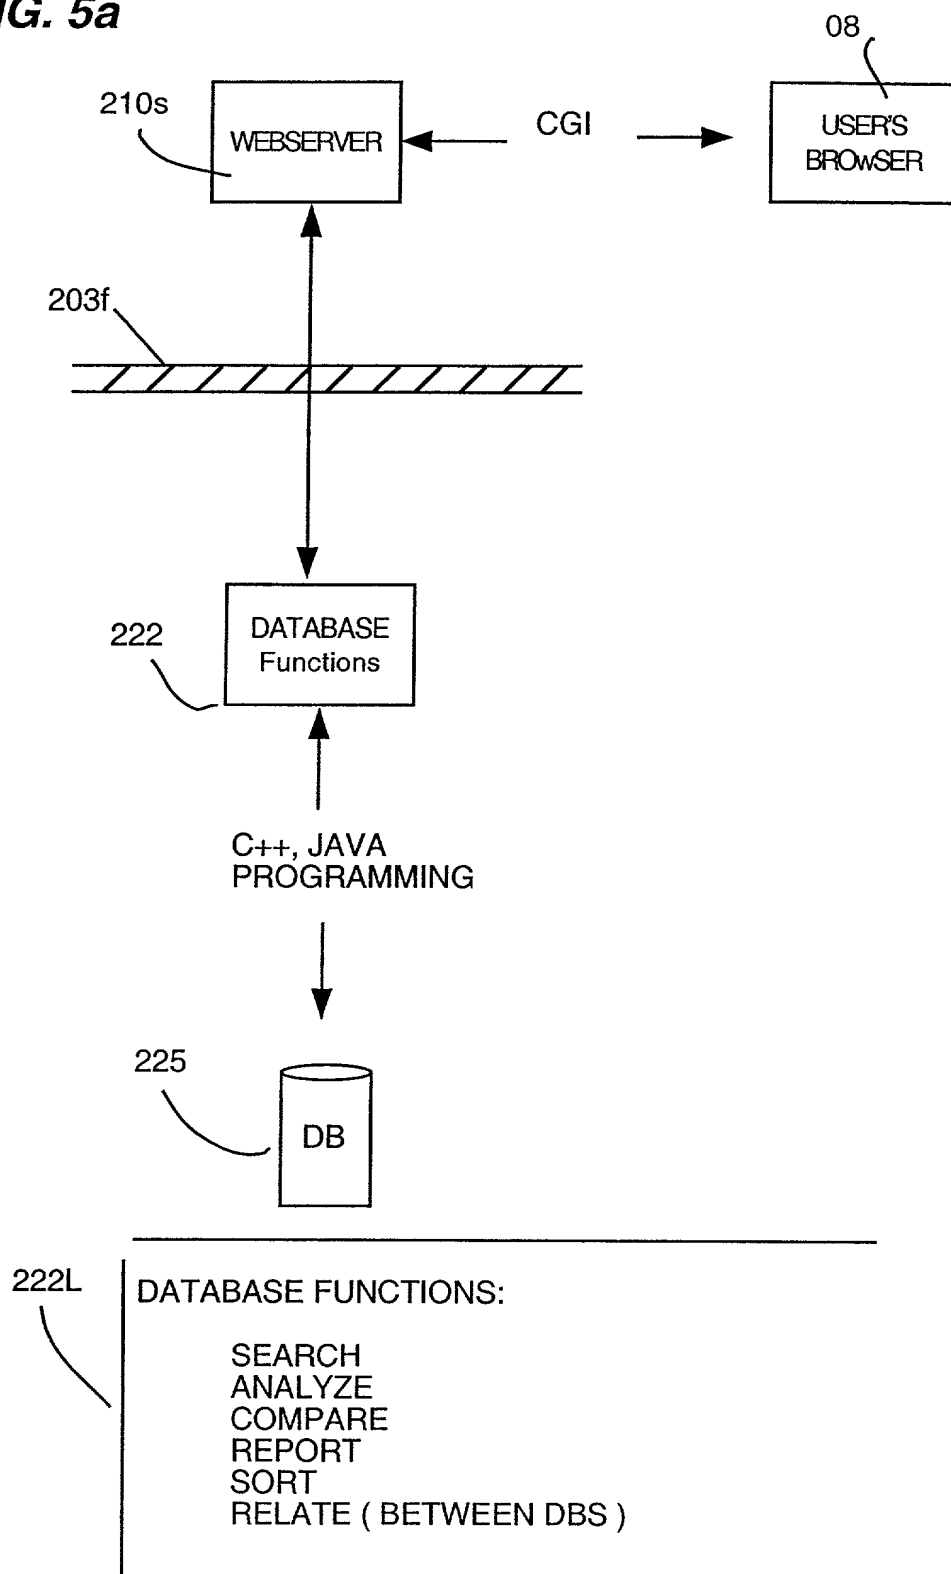 IG. 5a
08
210s
WEBSERVER
CGI
USER'S
BROwSER
203f
222
DATABASE
Functions
C++, JAVA
PROGRAMMING
225
DB
222L
DATABASE FUNCTIONS:
SEARCH
ANALYZE
COMPARE
REPORT
SORT
RELATE ( BETWEEN DBS )